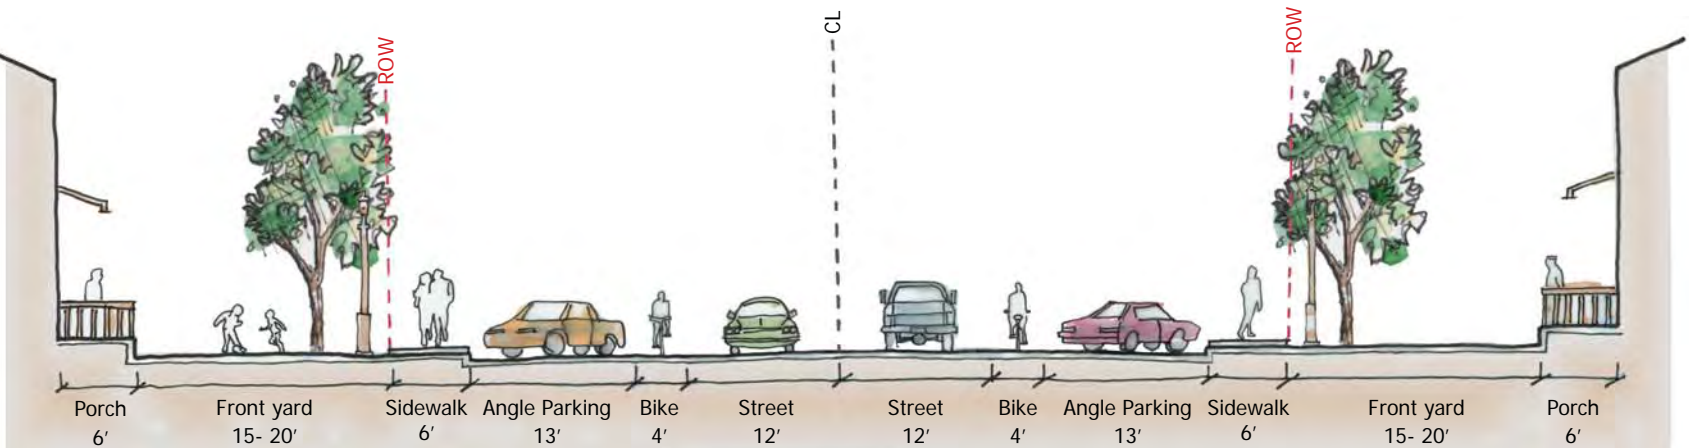 ROW
CL
ROW
Porch Front yard Sidewalk Angle Parking Bike Street Street Bike Angle Parking Sidewalk Front yard Porch
6' 15- 20' 6' 13' 4' 12' 12' 4' 13' 6' 15- 20' 6'